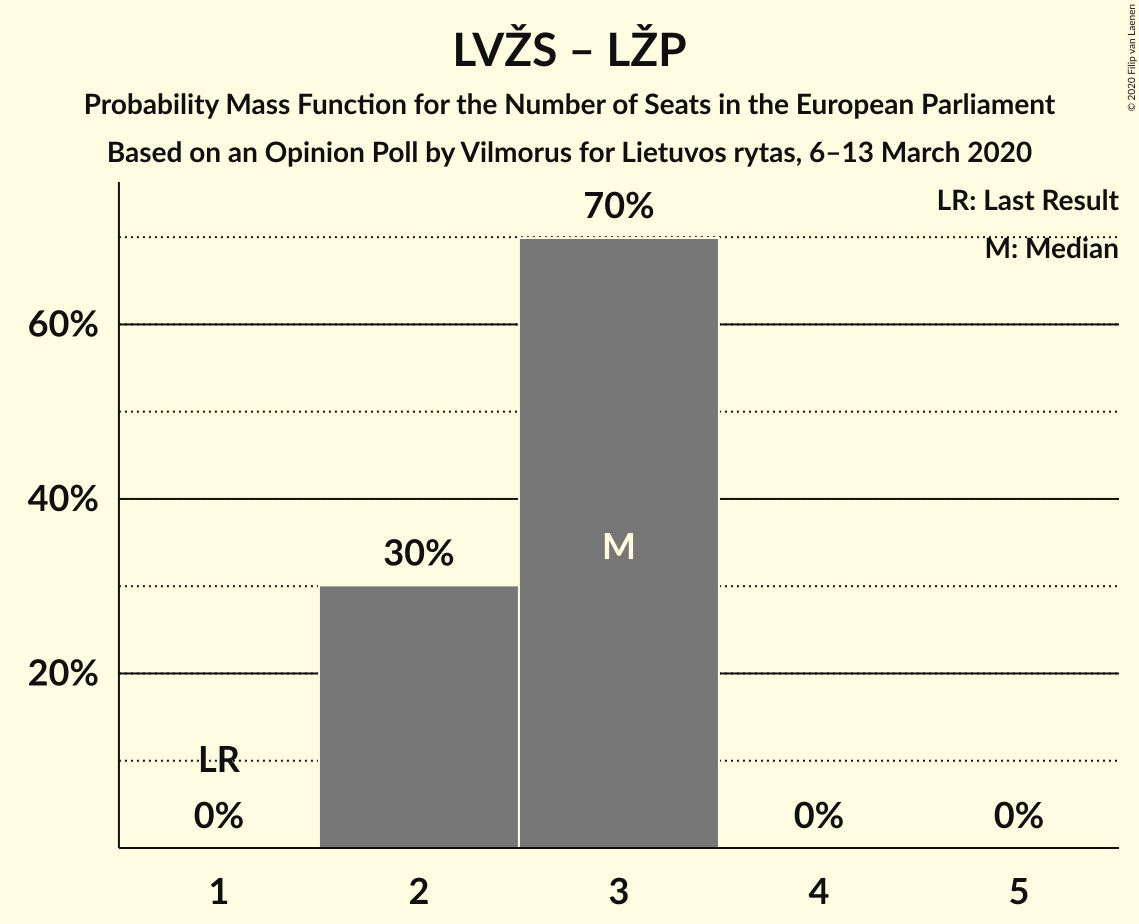 LVŽS – LŽP
Probability Mass Function for the Number of Seats in the European Parliament
Based on an Opinion Poll by Vilmorus for Lietuvos rytas, 6–13 March 2020
© 2020 Filip van Laenen
LR: Last Result
M: Median
70%
60%
40%
M
30%
20%
LR
0%
0%
0%
1
2
3
4
5